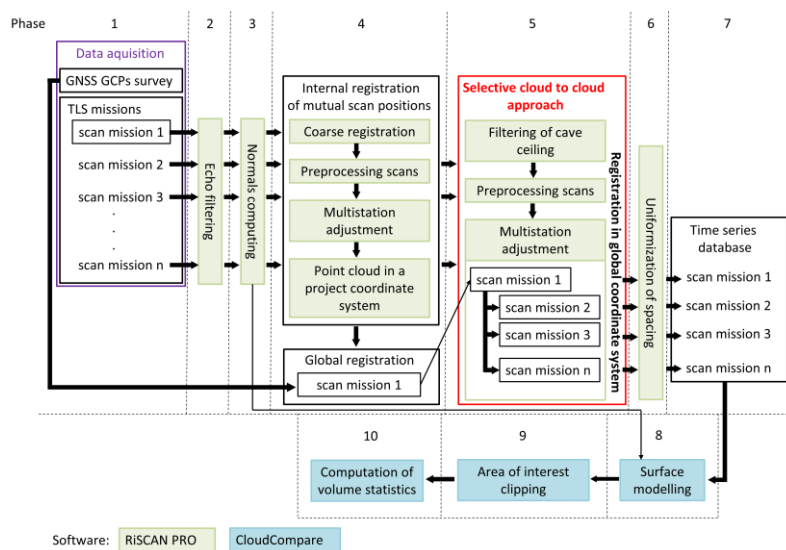 Phase 1 2 3 4 5 6 7
Data aquisition
GNSS GCPs survey
TLS missions
scan mission 1
scan mission 2
scan mission 3
.
.
.
scan mission n
Echo filtering
Normals computing
Internal registration
of mutual scan positions
Coarse registration
Preprocessing scans
Multistation
adjustment
Point cloud in a
project coordinate
system
Global registration
scan mission 1
Selective cloud to cloud
approach
Filtering of cave
ceiling
Preprocessing scans
Multistation
adjustment
scan mission 1
scan mission 2
scan mission 3
scan mission n
Registration in global coordinate
system
Uniformization of spacing
Time series
database
scan mission 1
scan mission 2
scan mission 3
scan mission n
10 9 8
Computation of
volume statistics
Area of interest
clipping
Surface
modelling
Software: RiSCAN PRO CloudCompare